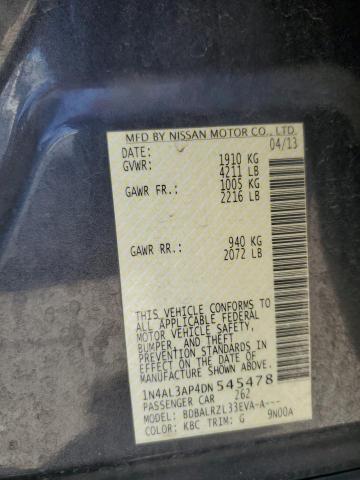 MFD BY NISSAN MOTOR CO., LTD.
DATE: 04/13
GVWR: 1910 KG
4211 LB
GAWR FR: 1005 KG
2216 LB
GAWR RR: 940 KG
2072 LB
THIS VEHICLE CONFORMS TO
ALL APPLICABLE FEDERAL
MOTOR VEHICLE SAFETY,
BUMPER, AND THEFT
PREVENTION STANDARDS IN
EFFECT ON THE DATE OF
MANUFACTURE SHOWN ABOVE.
1N4AL3AP4DN545478
PASSENGER CAR 262
MODEL: BDBALRZL33EVA-A---
COLOR: KBC TRIM: G 9N00A